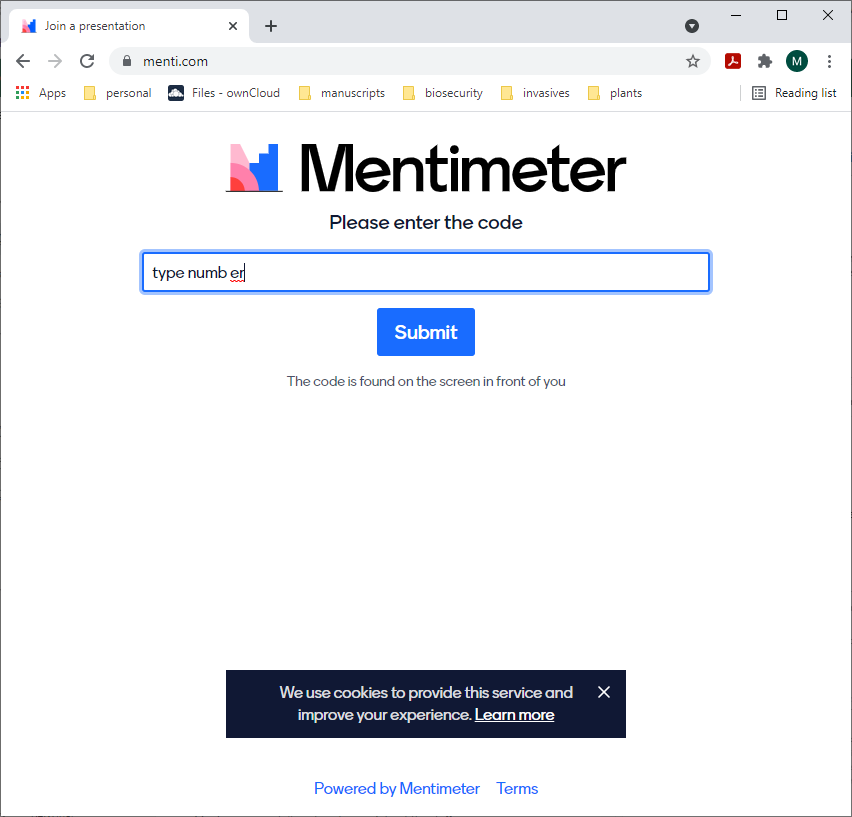 Join a presentation
menti.com
M
Apps personal Files - ownCloud manuscripts biosecurity invasives plants Reading list
Mentimeter
Please enter the code
type numb er
Submit
The code is found on the screen in front of you
We use cookies to provide this service and
improve your experience. Learn more
Powered by Mentimeter Terms